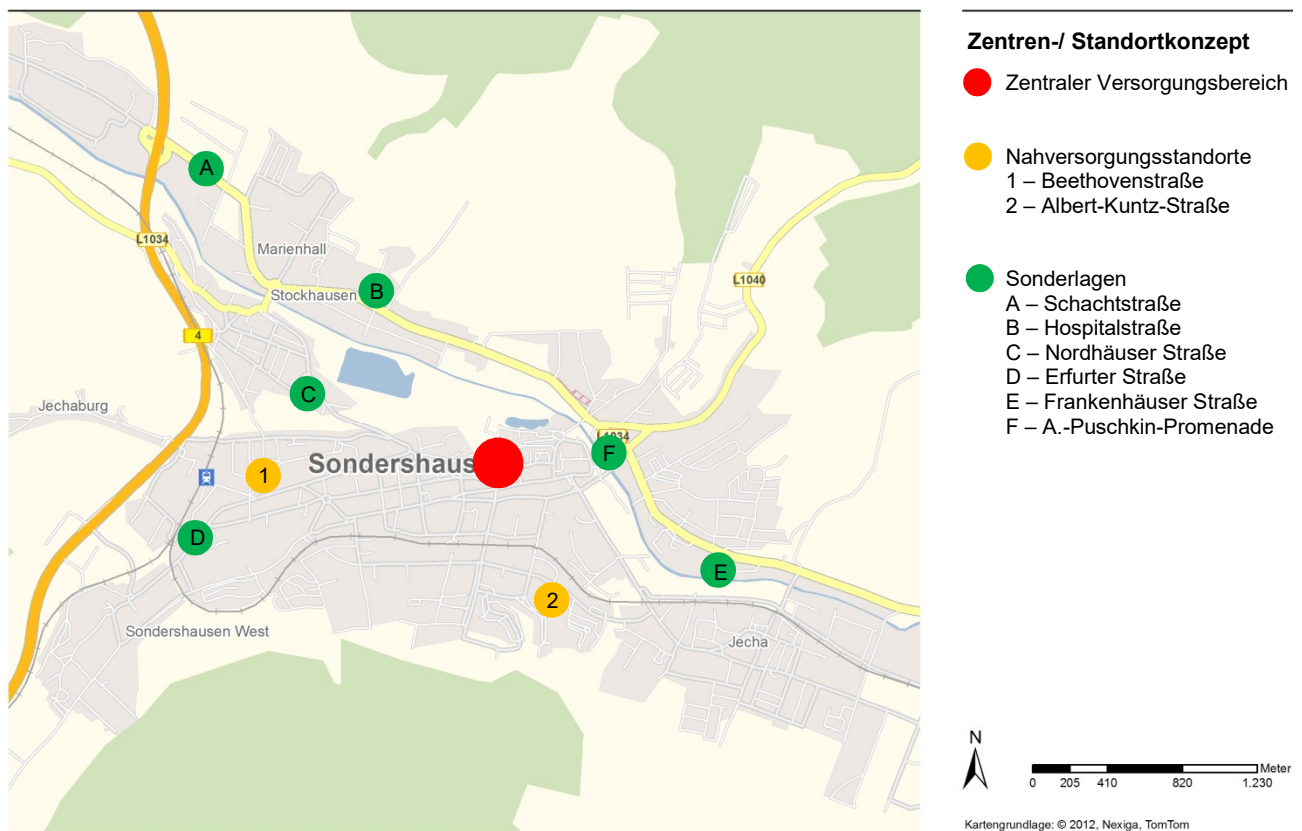 A
L1034
Marienhall
B
Stockhausen
L1040
4
C
Jechaburg
L1034
F
Sondershaus
1
D
E
2
Sondershausen West
Jecha
Zentren-/ Standortkonzept
Zentraler Versorgungsbereich
Nahversorgungsstandorte
1 – Beethovenstraße
2 – Albert-Kuntz-Straße
Sonderlagen
A – Schachtstraße
B – Hospitalstraße
C – Nordhäuser Straße
D – Erfurter Straße
E – Frankenhäuser Straße
F – A.-Puschkin-Promenade
N
Meter
0 205 410 820 1.230
Kartengrundlage: © 2012, Nexiga, TomTom